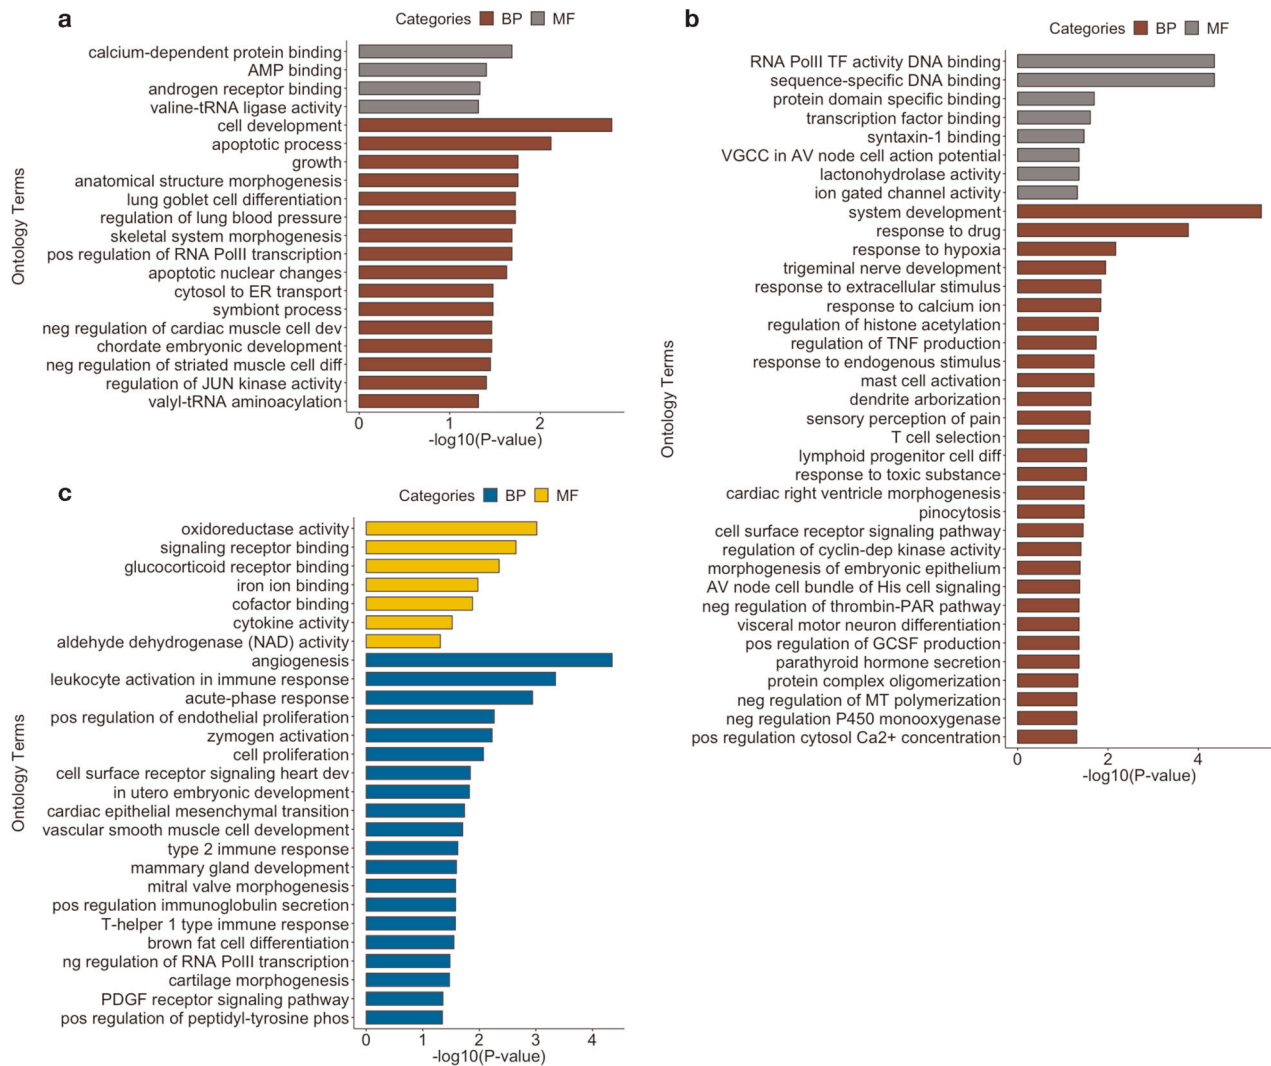 a
Categories BP MF
calcium-dependent protein binding
AMP binding
androgen receptor binding
valine-tRNA ligase activity
cell development
apoptotic process
growth
anatomical structure morphogenesis
lung goblet cell differentiation
regulation of lung blood pressure
skeletal system morphogenesis
pos regulation of RNA PolII transcription
apoptotic nuclear changes
cytosol to ER transport
symbiont process
neg regulation of cardiac muscle cell dev
chordate embryonic development
neg regulation of striated muscle cell diff
regulation of JUN kinase activity
valyl-tRNA aminoacylation
Ontology Terms
0 1 2
-log10(P-value)
b
Categories BP MF
RNA PolII TF activity DNA binding
sequence-specific DNA binding
protein domain specific binding
transcription factor binding
syntaxin-1 binding
VGCC in AV node cell action potential
lactonohydrolase activity
ion gated channel activity
system development
response to drug
response to hypoxia
trigeminal nerve development
response to extracellular stimulus
response to calcium ion
regulation of histone acetylation
regulation of TNF production
response to endogenous stimulus
mast cell activation
dendrite arborization
sensory perception of pain
T cell selection
lymphoid progenitor cell diff
response to toxic substance
cardiac right ventricle morphogenesis
pinocytosis
cell surface receptor signaling pathway
regulation of cyclin-dep kinase activity
morphogenesis of embryonic epithelium
AV node cell bundle of His cell signaling
neg regulation of thrombin-PAR pathway
visceral motor neuron differentiation
pos regulation of GCSF production
parathyroid hormone secretion
protein complex oligomerization
neg regulation of MT polymerization
neg regulation P450 monooxygenase
pos regulation cytosol Ca2+ concentration
Ontology Terms
0 2 4
-log10(P-value)
c
Categories BP MF
oxidoreductase activity
signaling receptor binding
glucocorticoid receptor binding
iron ion binding
cofactor binding
cytokine activity
aldehyde dehydrogenase (NAD) activity
angiogenesis
leukocyte activation in immune response
acute-phase response
pos regulation of endothelial proliferation
zymogen activation
cell proliferation
cell surface receptor signaling heart dev
in utero embryonic development
cardiac epithelial mesenchymal transition
vascular smooth muscle cell development
type 2 immune response
mammary gland development
mitral valve morphogenesis
pos regulation immunoglobulin secretion
T-helper 1 type immune response
brown fat cell differentiation
ng regulation of RNA PolII transcription
cartilage morphogenesis
PDGF receptor signaling pathway
pos regulation of peptidyl-tyrosine phos
Ontology Terms
0 1 2 3 4
-log10(P-value)